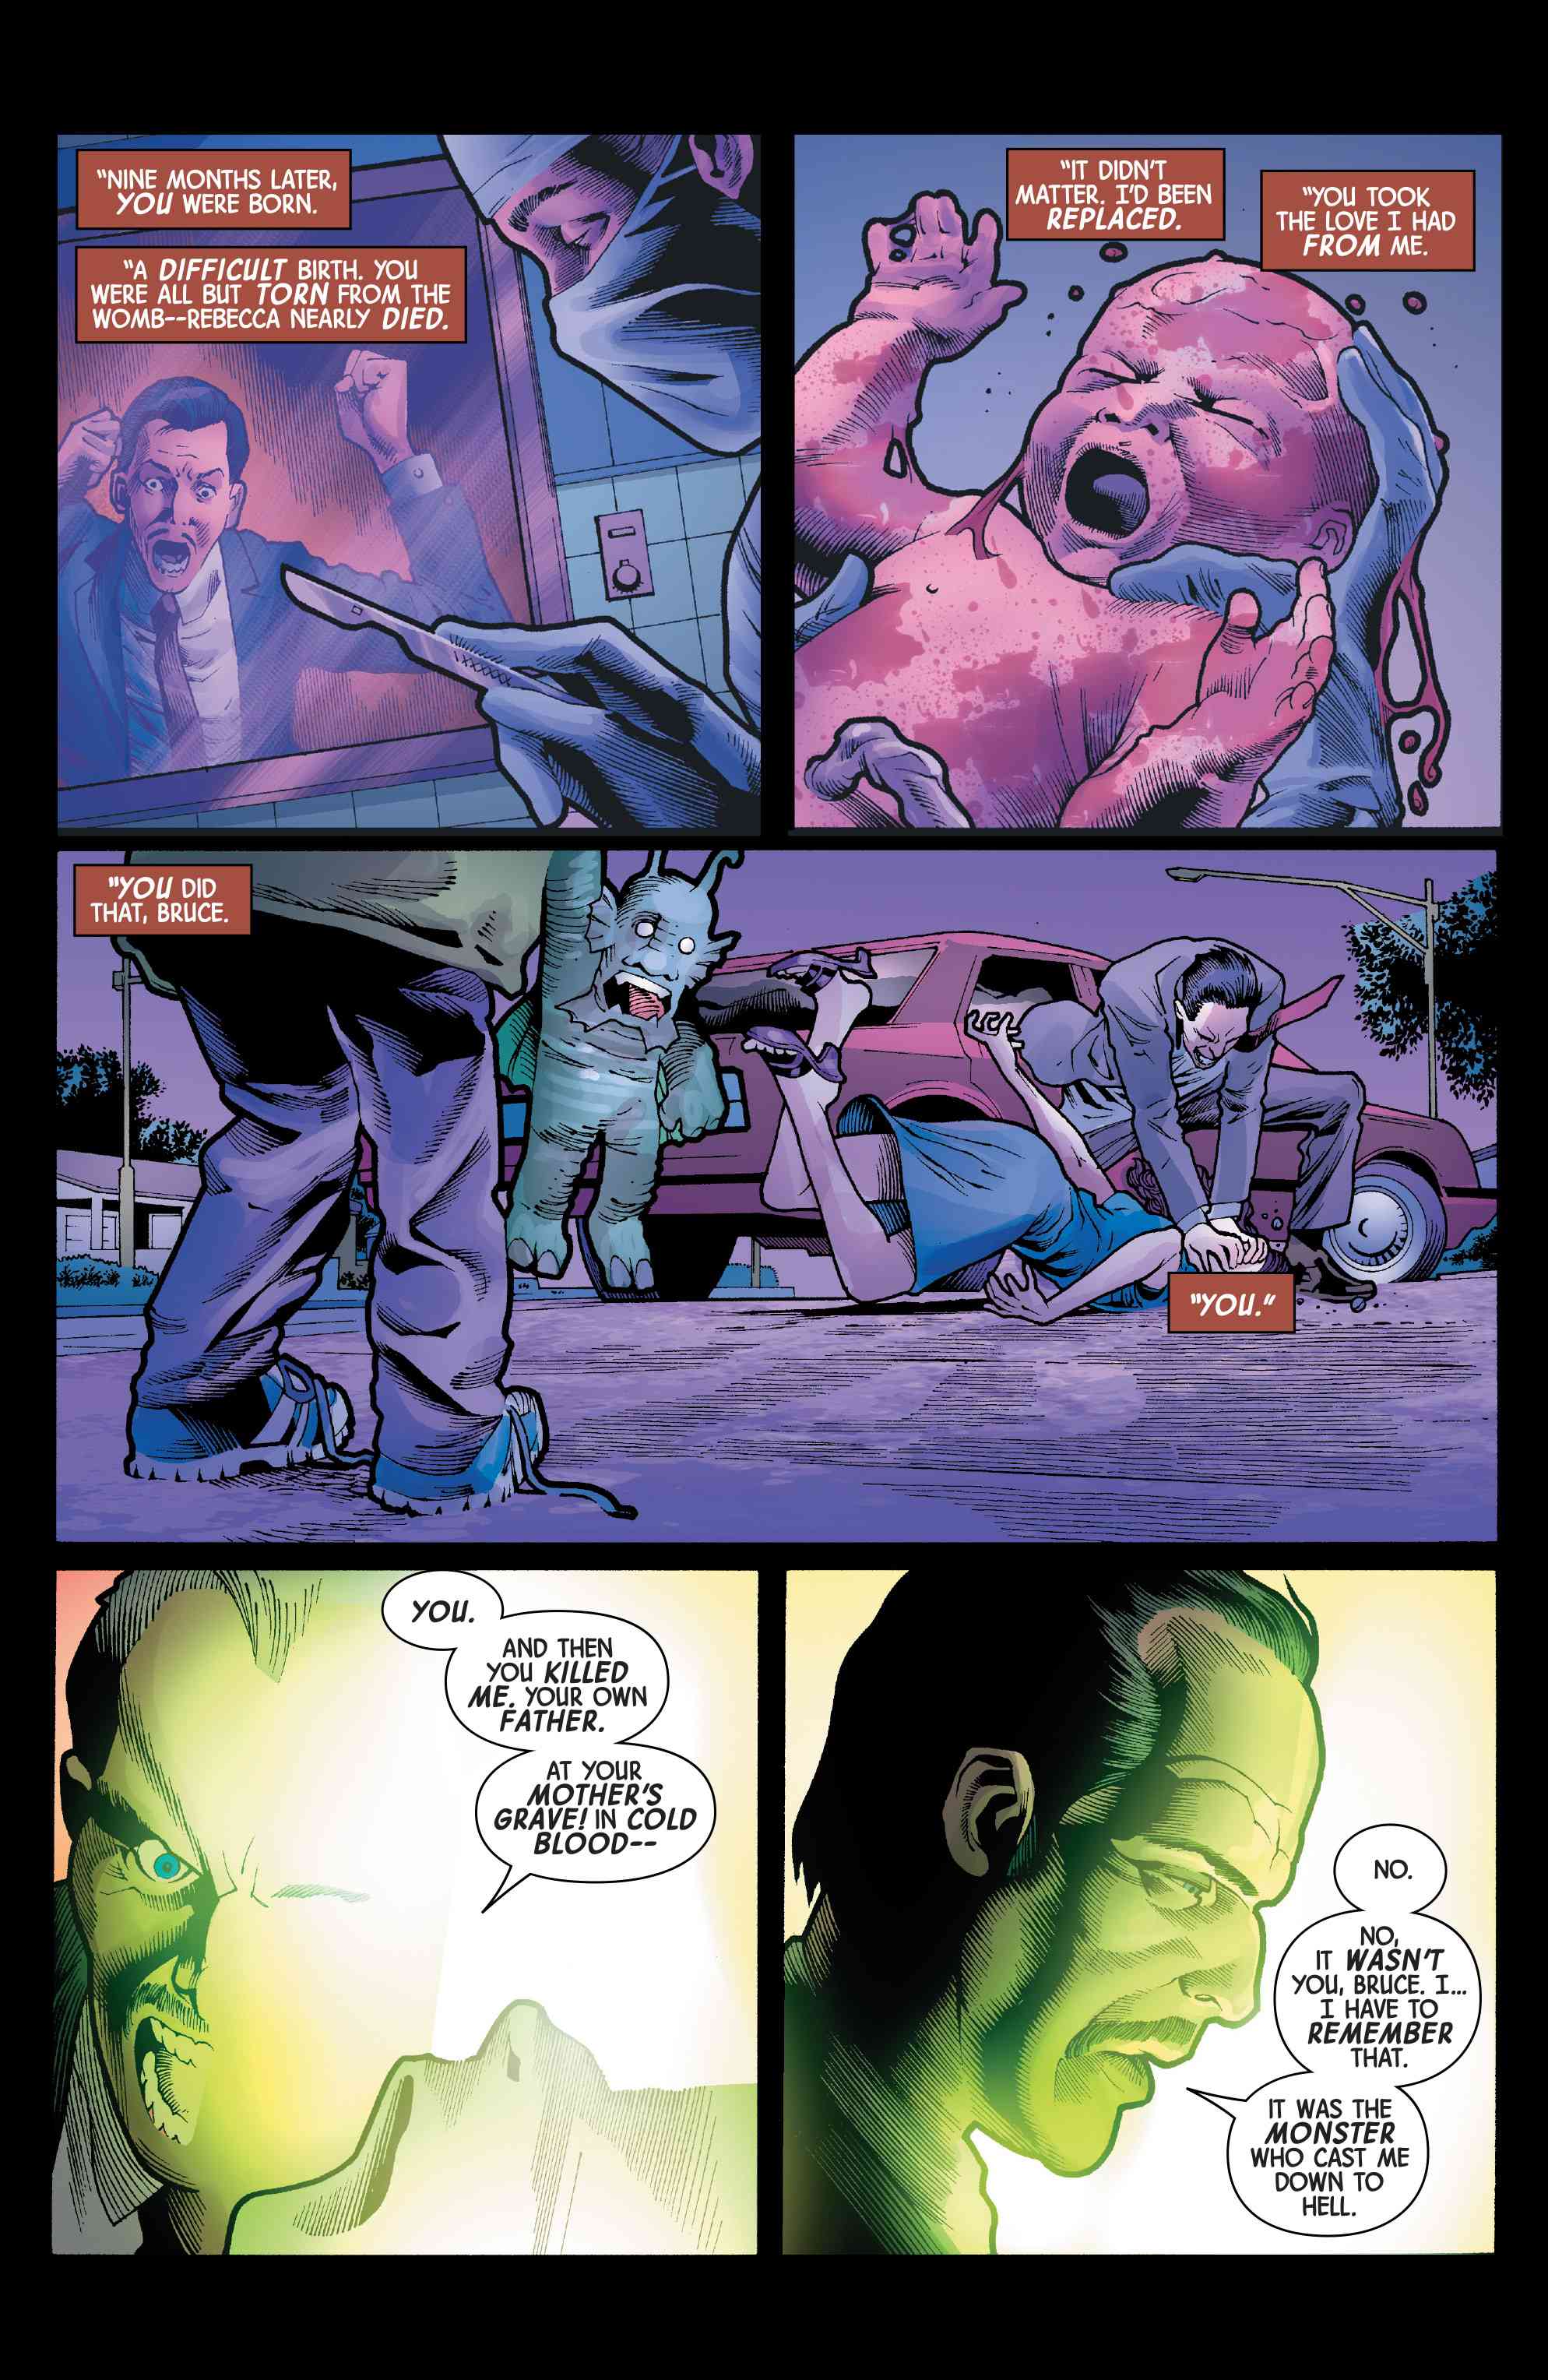 "NINE MONTHS LATER,
YOU WERE BORN.
"A DIFFICULT BIRTH. YOU
WERE ALL BUT TORN FROM THE
WOMB--REBECCA NEARLY DIED.
"IT DIDN'T
MATTER. I'D BEEN
REPLACED.
"YOU TOOK
THE LOVE I HAD
FROM ME.
"YOU DID
THAT, BRUCE.
"YOU."
YOU.
AND THEN
YOU KILLED
ME. YOUR OWN
FATHER.
AT YOUR
MOTHER'S
GRAVE! IN COLD
BLOOD--
NO.
NO,
IT WASN'T
YOU, BRUCE. I...
I HAVE TO
REMEMBER
THAT.
IT WAS THE
MONSTER
WHO CAST ME
DOWN TO
HELL.